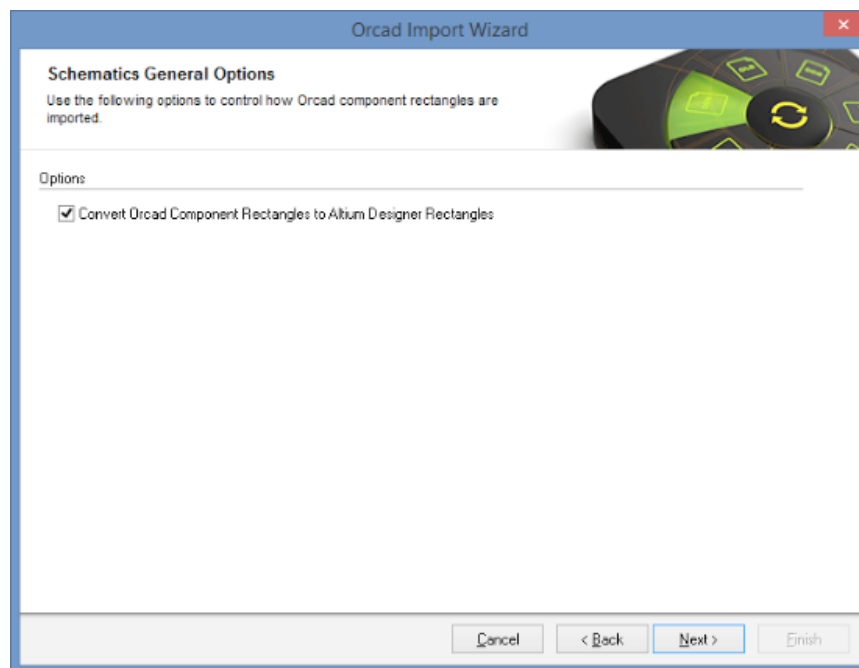 Orcad Import Wizard
Schematics General Options
Use the following options to control how Orcad component rectangles are
imported.
Options
Convert Orcad Component Rectangles to Altium Designer Rectangles
Cancel
< Back
Next >
Finish